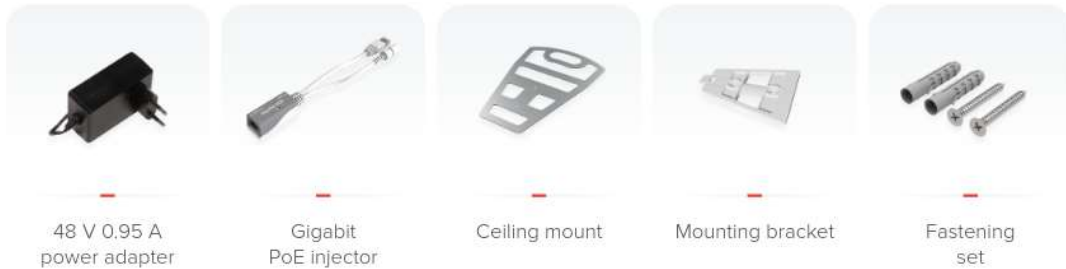 48 V 0.95 A
power adapter
Gigabit
PoE injector
Ceiling mount
Mounting bracket
Fastening
set